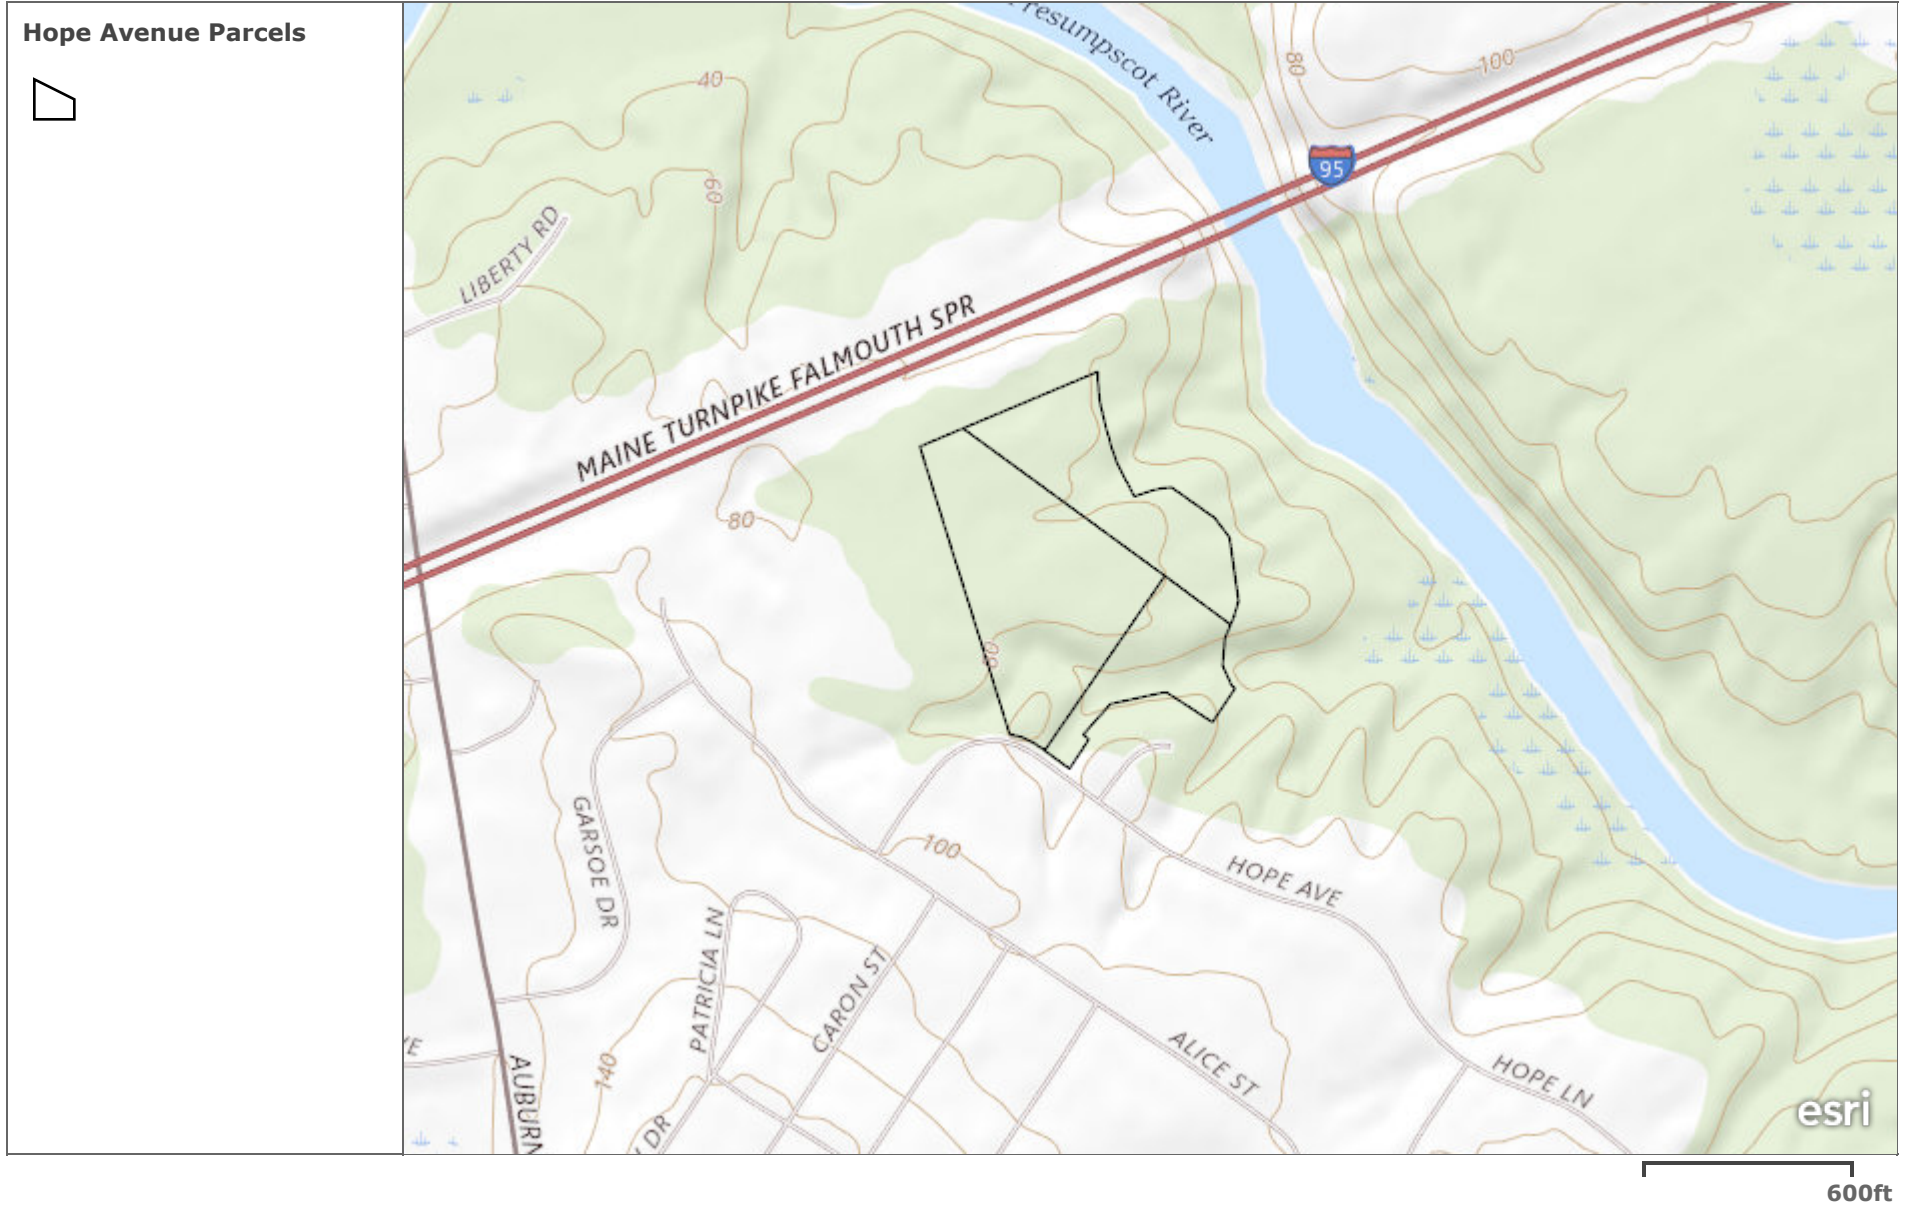 Hope Avenue Parcels
Presumpscot River
40
80
100
95
60
LIBERTY RD
MAINE TURNPIKE FALMOUTH SPR
80
GARSOE DR
100
HOPE AVE
PATRICIA LN
CARON ST
ALICE ST
140
AUBURN
HOPE LN
DR
esri
600ft